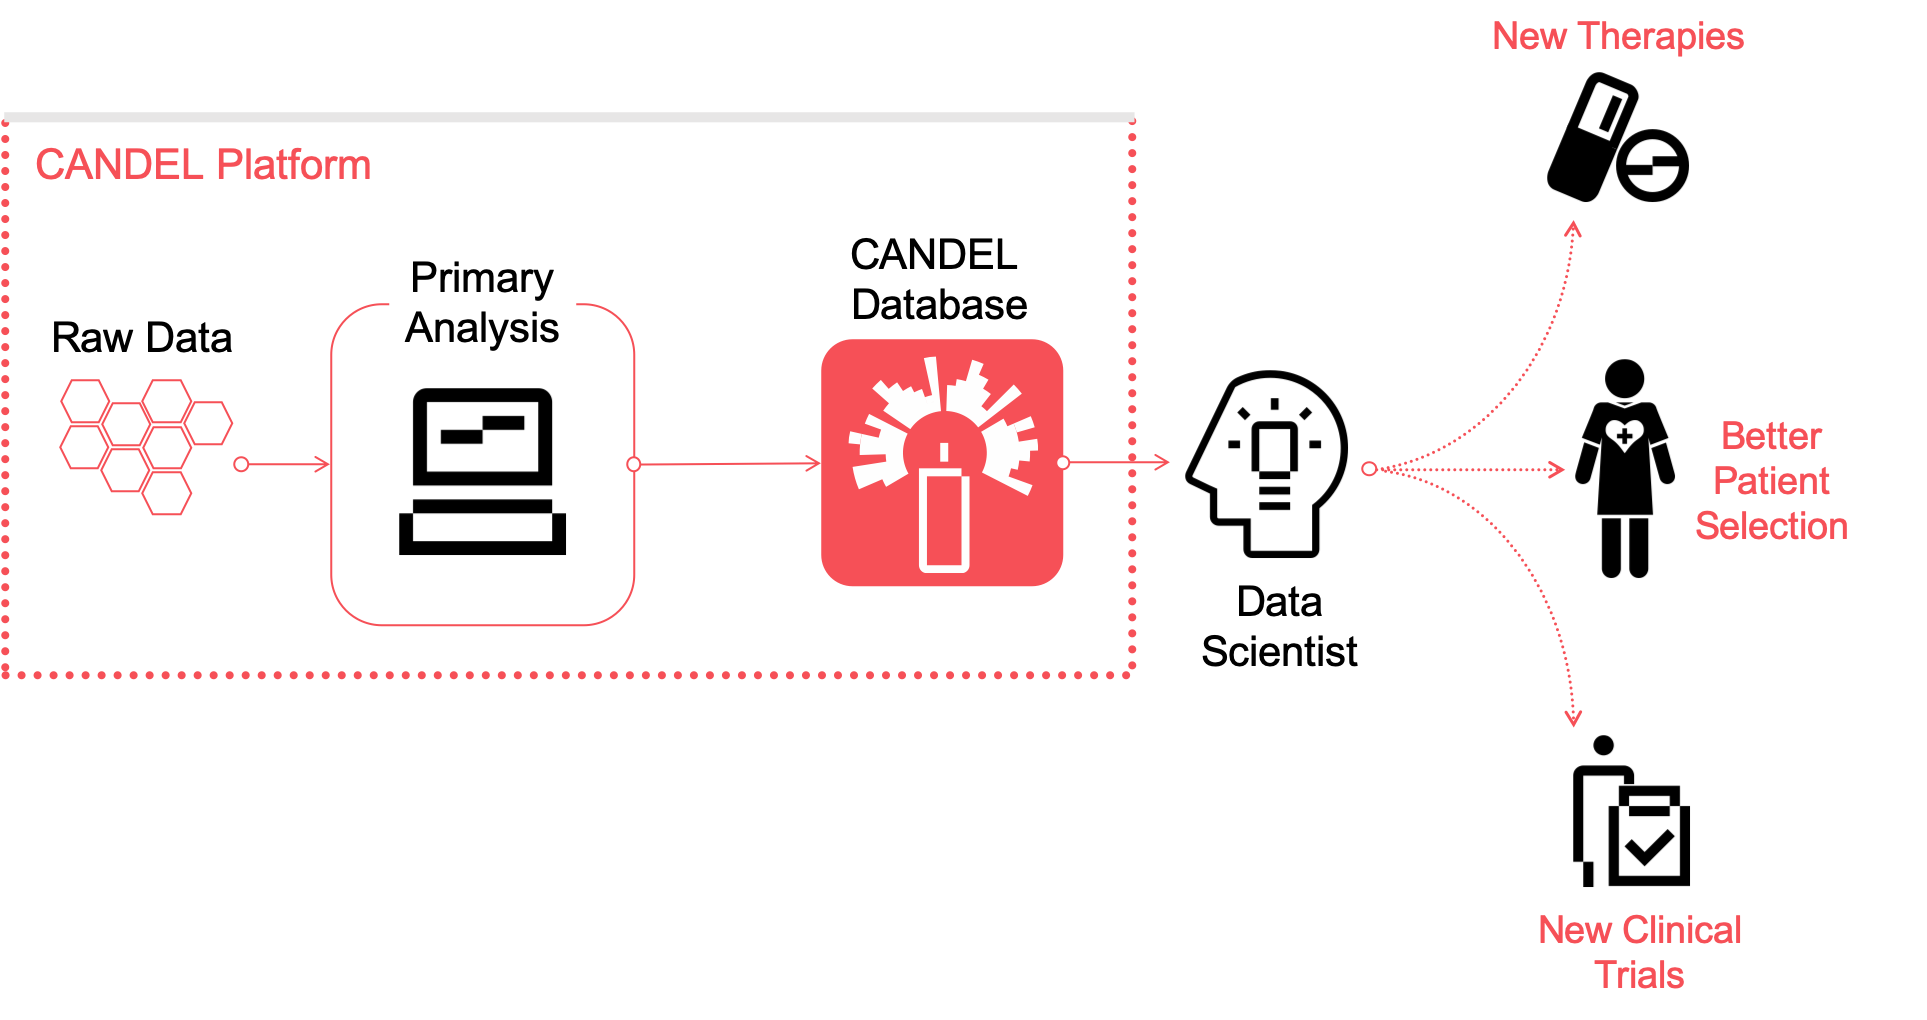 CANDEL Platform
Raw Data
Primary
Analysis
CANDEL
Database
Data
Scientist
New Therapies
Better
Patient
Selection
New Clinical
Trials